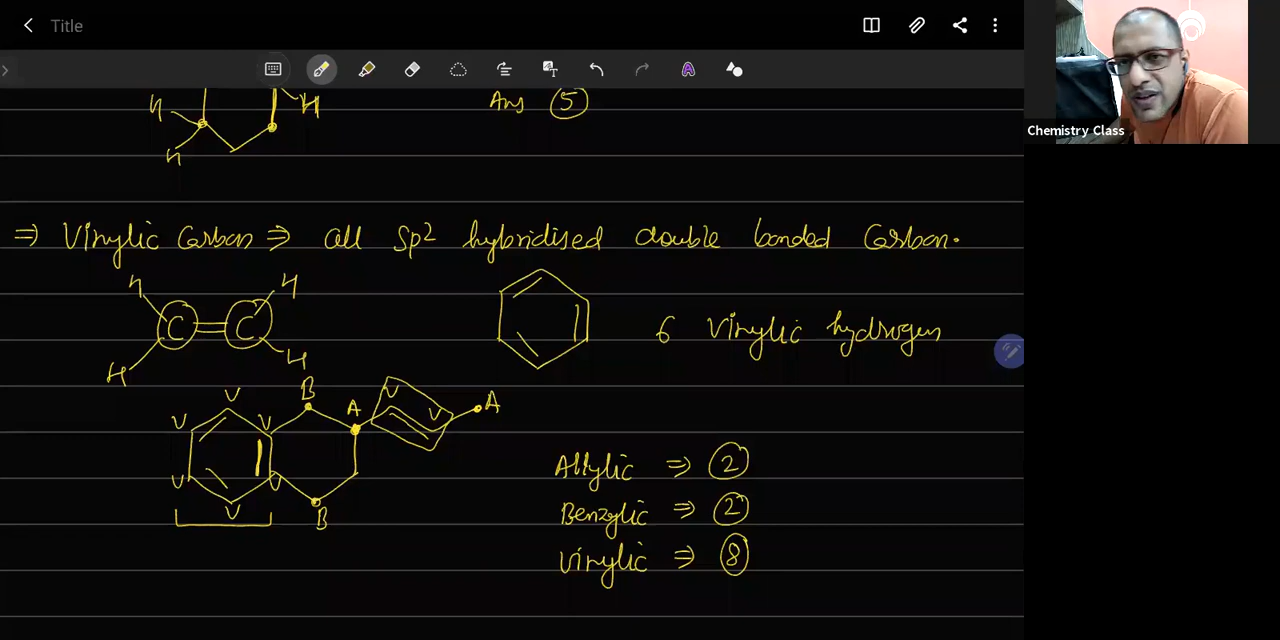 Title
Chemistry Class
H H
Ans 5
H
⇒ Vinylic Carbon ⇒ all sp2 hybridised double bonded Carbon.
H H
C = C
6 Vinylic hydrogen
H H
B
V V A V V A
V
Allylic ⇒ 2
V V
V B
Benzylic ⇒ 2
Vinylic ⇒ 8